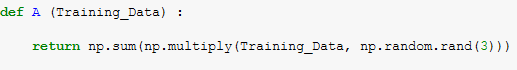 def A (Training_Data) :
return np.sum(np.multiply(Training_Data, np.random.rand(3)))